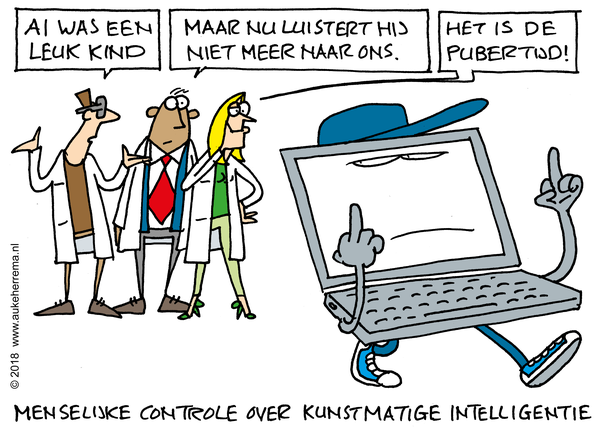 AI WAS EEN
LEUK KIND
MAAR NU LUISTERT HIJ
NIET MEER NAAR ONS.
HET IS DE
PUBERTIJD!
© 2018 www.aukeherrema.nl
MENSELIJKE CONTROLE OVER KUNSTMATIGE INTELLIGENTIE